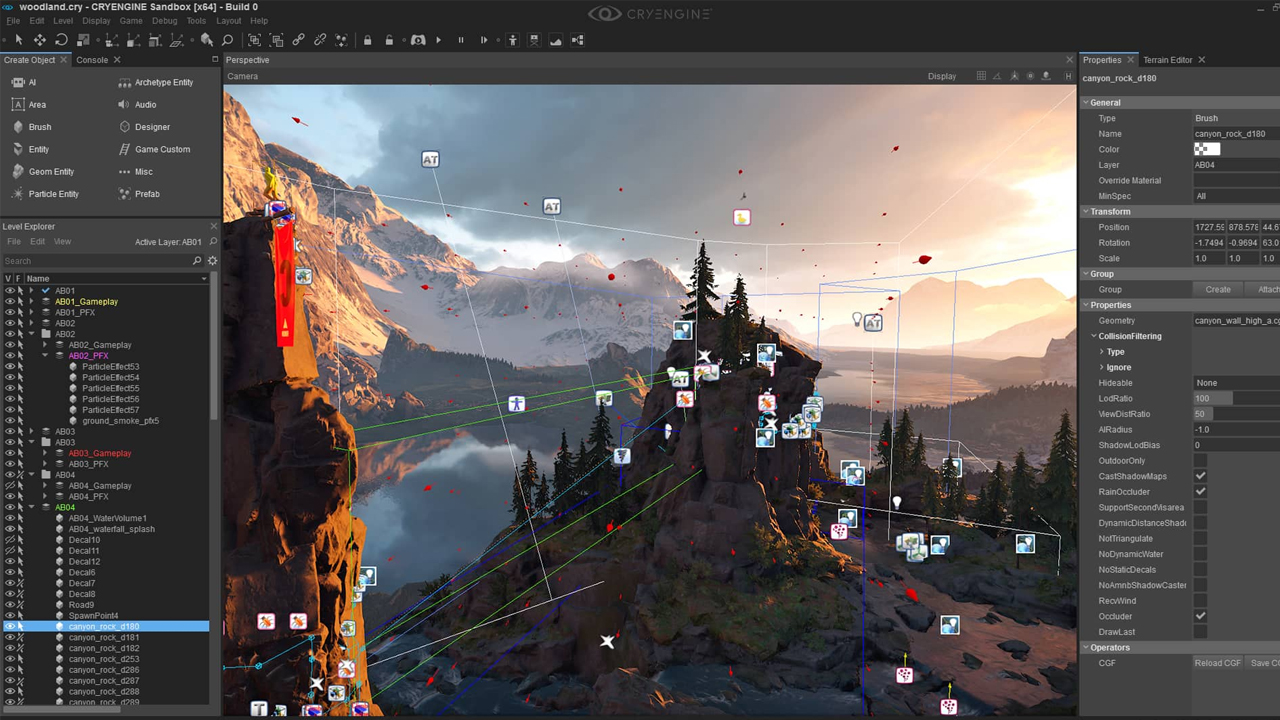 woodland.cry - CRYENGINE Sandbox [x64] - Build 0
File Edit Level Display Game Debug Tools Layout Help
CRYENGINE
Create Object Console
AI Archetype Entity
Area Audio
Brush Designer
Entity Game Custom
Geom Entity Misc
Particle Entity Prefab
Level Explorer
File Edit View Active Layer: AB01
Search
V F Name
AB01
AB01_Gameplay
AB01_PFX
AB02
AB02
AB02_Gameplay
AB02_PFX
ParticleEffect53
ParticleEffect54
ParticleEffect55
ParticleEffect56
ParticleEffect57
ground_smoke_pfx5
AB03
AB03
AB03_Gameplay
AB03_PFX
AB04
AB04_Gameplay
AB04_PFX
AB04
AB04_WaterVolume1
AB04_waterfall_splash
Decal10
Decal11
Decal12
Decal6
Decal7
Decal8
Road9
SpawnPoint4
canyon_rock_d180
canyon_rock_d181
canyon_rock_d182
canyon_rock_d253
canyon_rock_d286
canyon_rock_d287
canyon_rock_d288
canyon_rock_d289
Perspective
Camera Display H
AT
AT
AT
AT
T
Properties Terrain Editor
canyon_rock_d180
General
Type Brush
Name canyon_rock_d180
Color
Layer AB04
Override Material
MinSpec All
Transform
Position 1727.59 878.578 44.6
Rotation -1.7494 -0.9694 63.0
Scale 1.0 1.0 1.0
Group
Group Create Attach
Properties
Geometry canyon_wall_high_a.cg
CollisionFiltering
Type
Ignore
Hideable None
LodRatio 100
ViewDistRatio 50
AIRadius -1.0
ShadowLodBias 0
OutdoorOnly
CastShadowMaps
RainOccluder
SupportSecondVisarea
DynamicDistanceShado
NotTriangulate
NoDynamicWater
NoStaticDecals
NoAmnbShadowCaster
RecvWind
Occluder
DrawLast
Operators
CGF Reload CGF Save CG